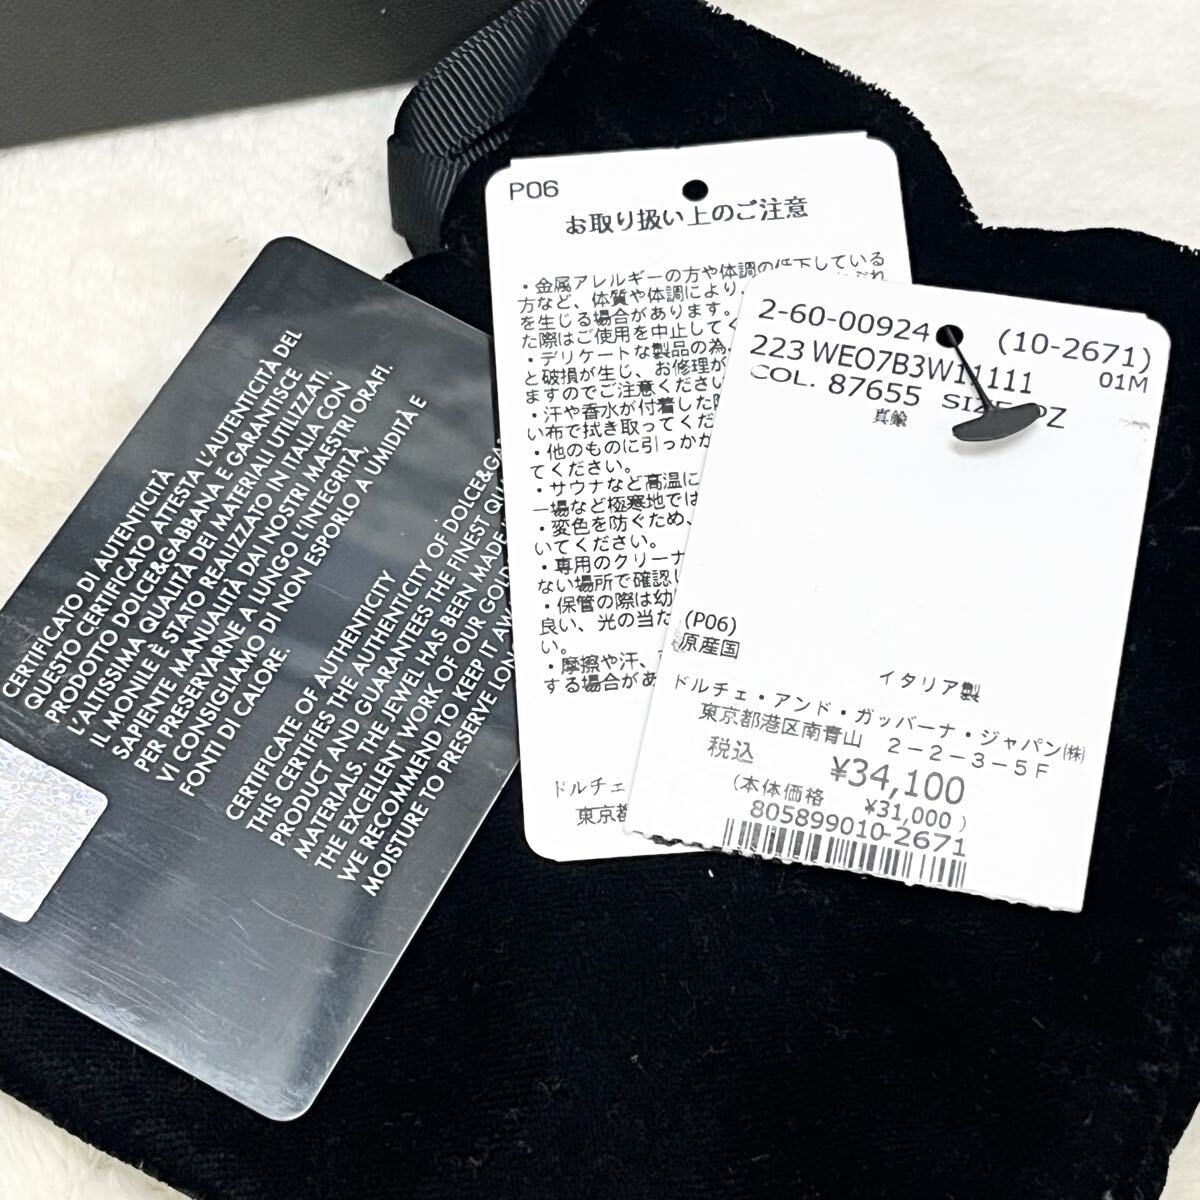 CERTIFICATO DI AUTENTICITÀ
QUESTO CERTIFICATO ATTESTA L'AUTENTICITÀ DEL
PRODOTTO DOLCE&GABBANA E GARANTISCE
L'ALTISSIMA QUALITÀ DEI MATERIALI UTILIZZATI.
IL MONILE È STATO REALIZZATO IN ITALIA CON
SAPIENTE MANUALITÀ DAI NOSTRI MAESTRI ORAFI.
PER PRESERVARNE A LUNGO L'INTEGRITÀ,
VI CONSIGLIAMO DI NON ESPORLO A UMIDITÀ E
FONTI DI CALORE.
CERTIFICATE OF AUTHENTICITY
THIS CERTIFIES THE AUTHENTICITY OF DOLCE&GA
PRODUCT AND GUARANTEES THE FINEST QUA
MATERIALS. THE JEWEL HAS BEEN MADE
THE EXCELLENT WORK OF OUR GOLD
WE RECOMMEND TO KEEP IT AW
MOISTURE TO PRESERVE LON
P06
お取り扱い上のご注意
・金属アレルギーの方や体調の低下している
方など、体質や体調により
を生じる場合があります。
た際はご使用を中止してく
・デリケートな製品の為、
と破損が生じ、お修理が
ますのでご注意ください
・汗や香水が付着した際
い布で拭き取ってくだ
・他のものに引っかか
てください。
・サウナなど高温に
ー場など極寒地では
・変色を防ぐため、
いてください。
・専用のクリーナ
ない場所で確認し
・保管の際は幼
良い、光の当た
い。
・摩擦や汗、
する場合があ
ドルチェ
東京都
2-60-00924 (10-2671)
223 WEO7B3W11111 01M
COL. 87655 SIZE PZ
真鍮
(P06)
原産国
イタリア製
ドルチェ・アンド・ガッバーナ・ジャパン㈱
東京都港区南青山 2-2-3-5F
税込 ¥34,100
(本体価格 ¥31,000)
805899010-2671